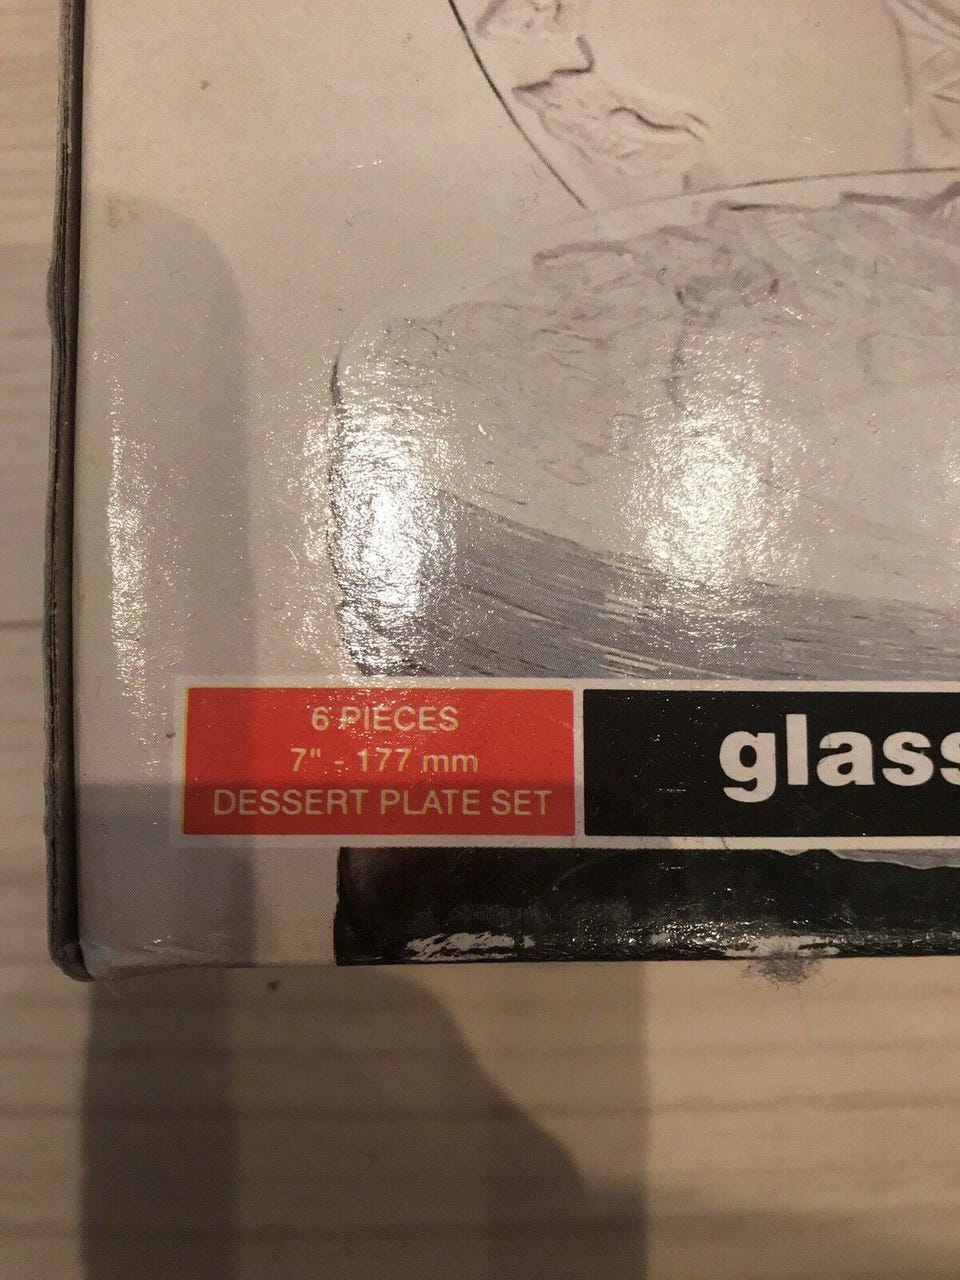 6 PIECES
7" - 177 mm
DESSERT PLATE SET
glass